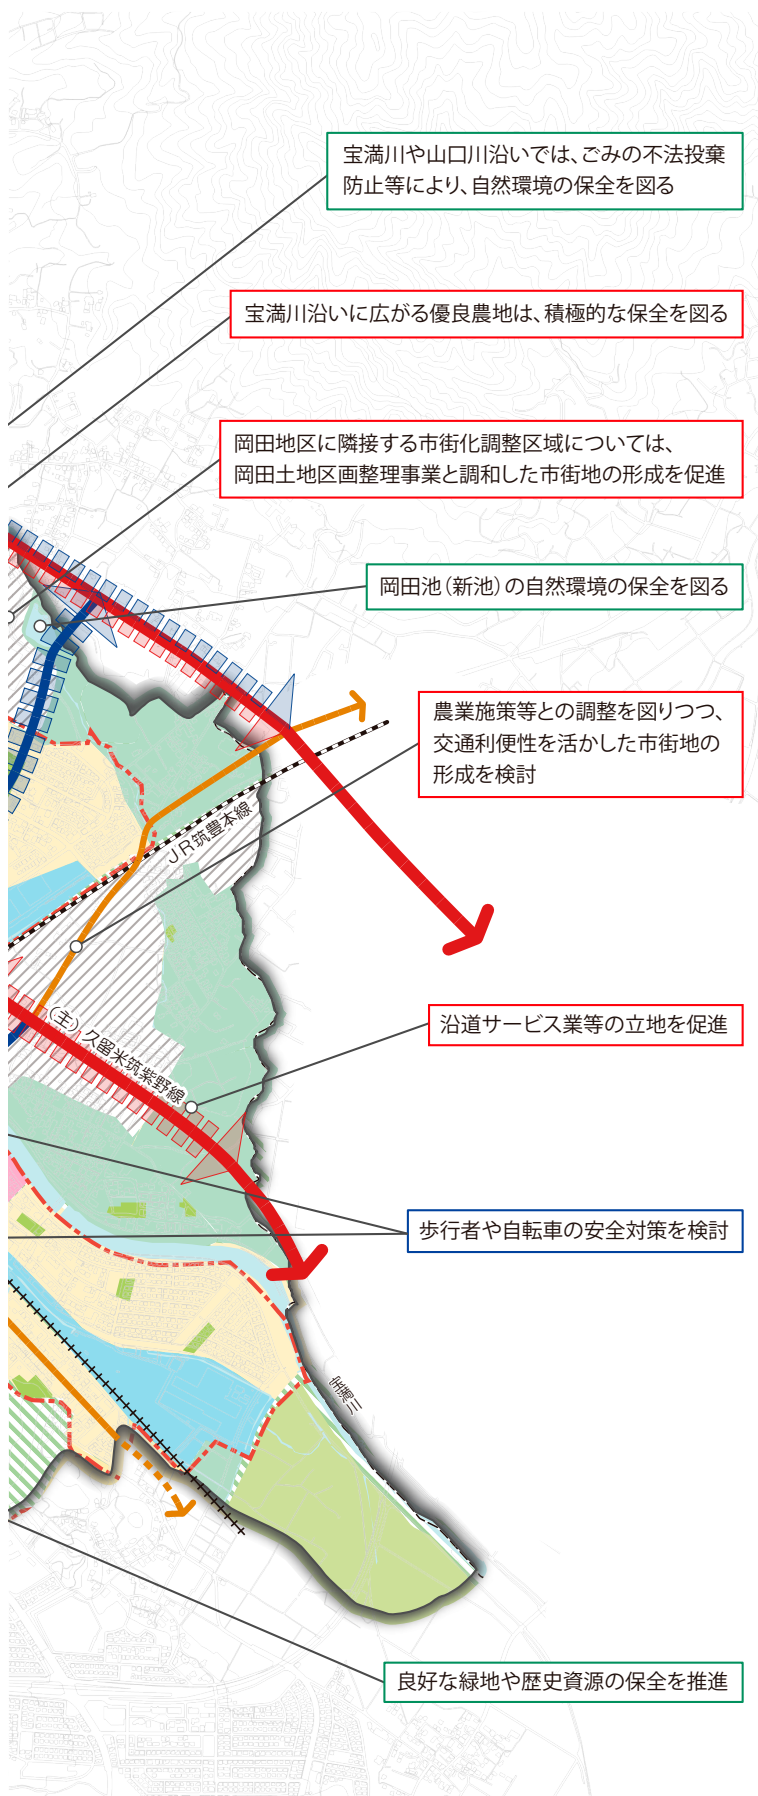 宝満川や山口川沿いでは、ごみの不法投棄
防止等により、自然環境の保全を図る
宝満川沿いに広がる優良農地は、積極的な保全を図る
岡田地区に隣接する市街化調整区域については、
岡田土地区画整理事業と調和した市街地の形成を促進
岡田池（新池）の自然環境の保全を図る
農業施策等との調整を図りつつ、
交通利便性を活かした市街地の
形成を検討
ＪＲ筑豊本線
沿道サービス業等の立地を促進
（主）久留米筑紫野線
歩行者や自転車の安全対策を検討
宝満川
良好な緑地や歴史資源の保全を推進